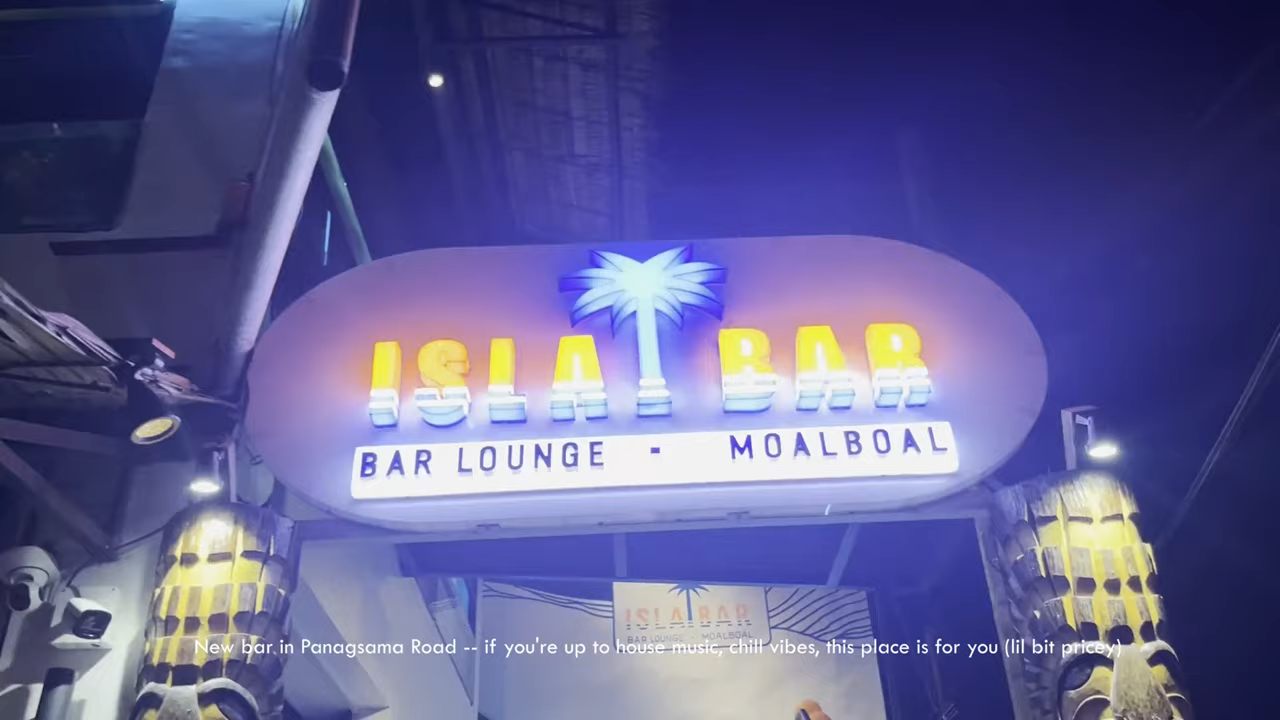 ISLA BAR
BAR LOUNGE - MOALBOAL
ISLA BAR
BAR LOUNGE - MOALBOAL
New bar in Panagsama Road -- if you're up to house music, chill vibes, this place is for you (lil bit pricey)